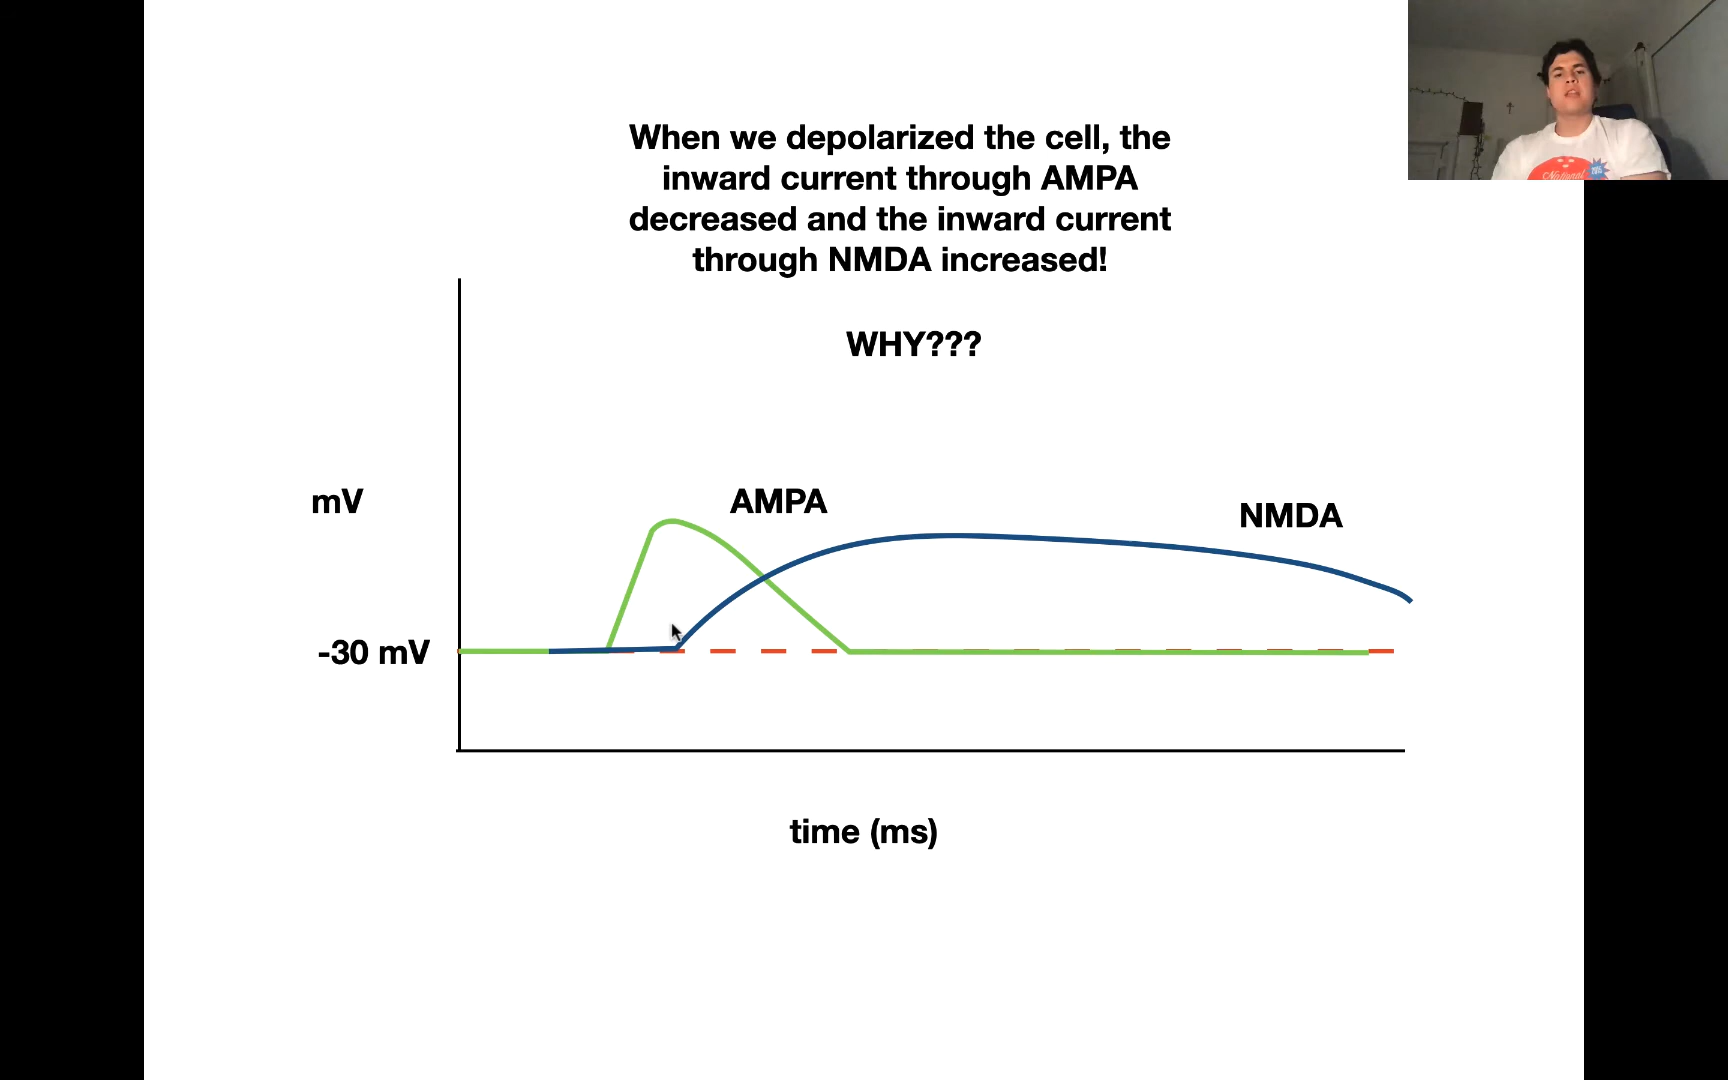 When we depolarized the cell, the
inward current through AMPA
decreased and the inward current
through NMDA increased!
WHY???
mV
AMPA
NMDA
-30 mV
time (ms)
National